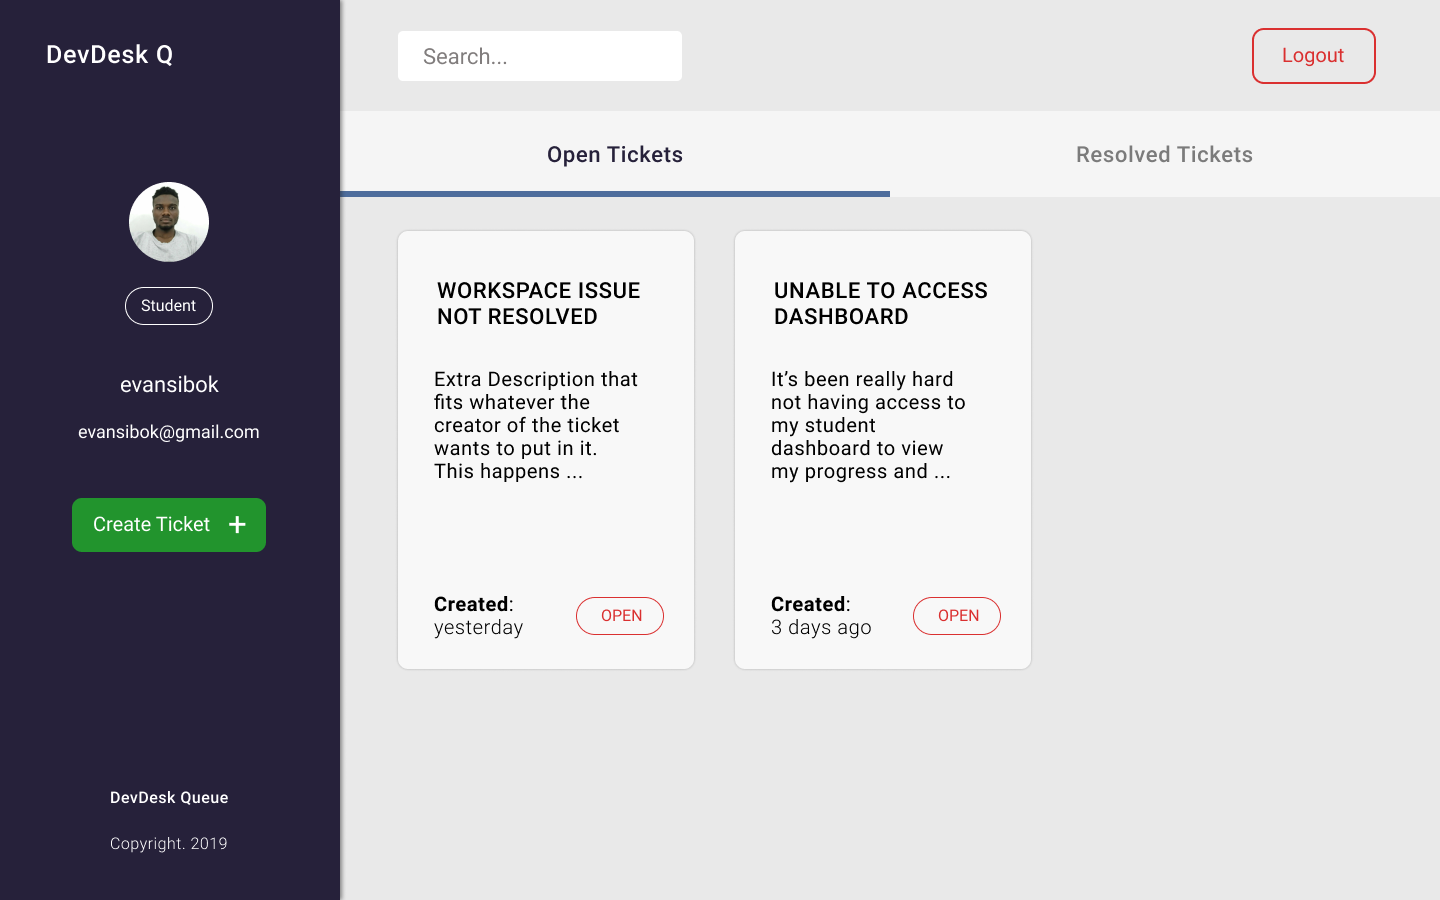 DevDesk Q
Student
evansibok
evansibok@gmail.com
Create Ticket +
DevDesk Queue
Copyright. 2019
Search...
Logout
Open Tickets
Resolved Tickets
WORKSPACE ISSUE
NOT RESOLVED
Extra Description that
fits whatever the
creator of the ticket
wants to put in it.
This happens ...
Created:
yesterday
OPEN
UNABLE TO ACCESS
DASHBOARD
It’s been really hard
not having access to
my student
dashboard to view
my progress and ...
Created:
3 days ago
OPEN